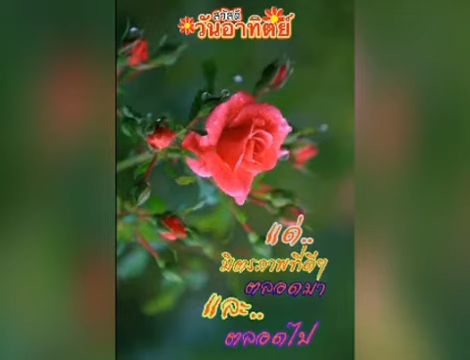 สวัสดี
วันอาทิตย์
แด่..
มิตรภาพที่ดีๆ
ตลอดมา
และ..
ตลอดไป